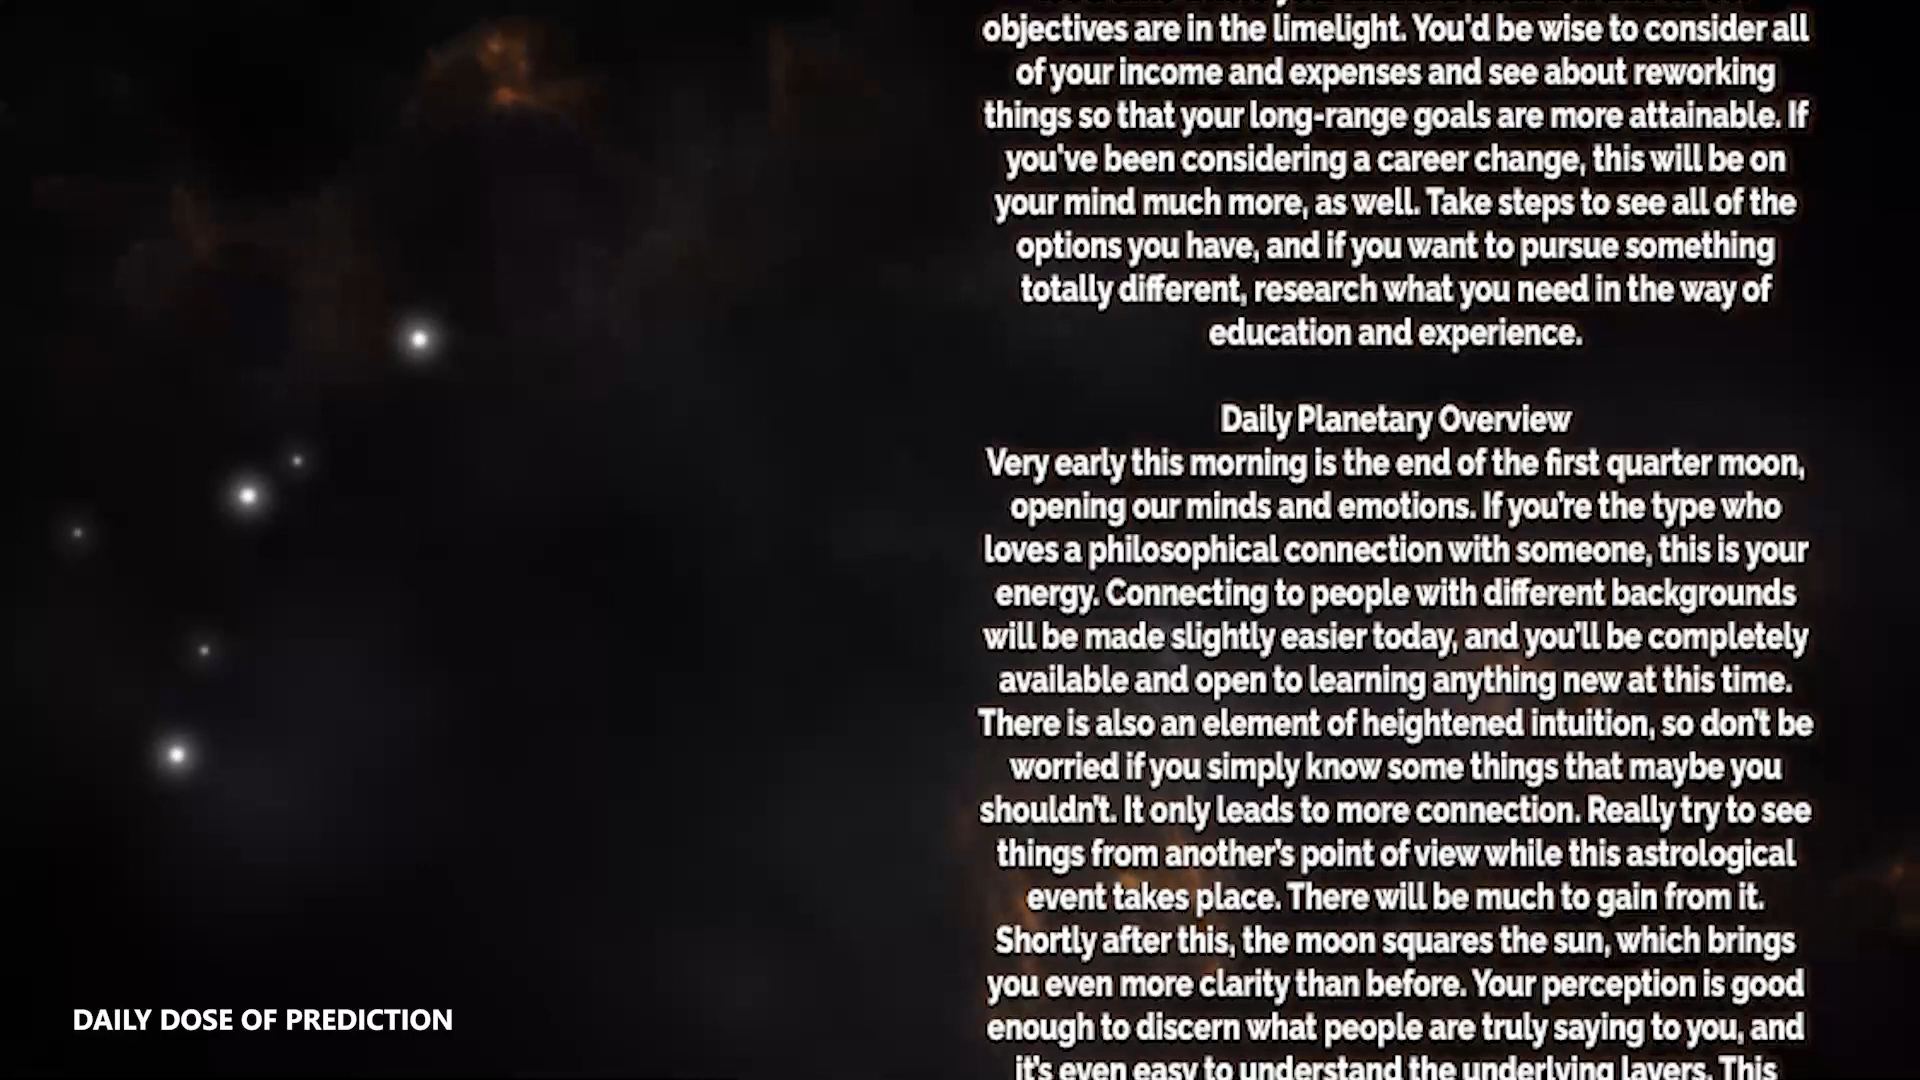 objectives are in the limelight. You'd be wise to consider all
of your income and expenses and see about reworking
things so that your long-range goals are more attainable. If
you've been considering a career change, this will be on
your mind much more, as well. Take steps to see all of the
options you have, and if you want to pursue something
totally different, research what you need in the way of
education and experience.
Daily Planetary Overview
Very early this morning is the end of the first quarter moon,
opening our minds and emotions. If you're the type who
loves a philosophical connection with someone, this is your
energy. Connecting to people with different backgrounds
will be made slightly easier today, and you'll be completely
available and open to learning anything new at this time.
There is also an element of heightened intuition, so don't be
worried if you simply know some things that maybe you
shouldn't. It only leads to more connection. Really try to see
things from another's point of view while this astrological
event takes place. There will be much to gain from it.
Shortly after this, the moon squares the sun, which brings
you even more clarity than before. Your perception is good
enough to discern what people are truly saying to you, and
it's even easy to understand the underlying layers. This
DAILY DOSE OF PREDICTION